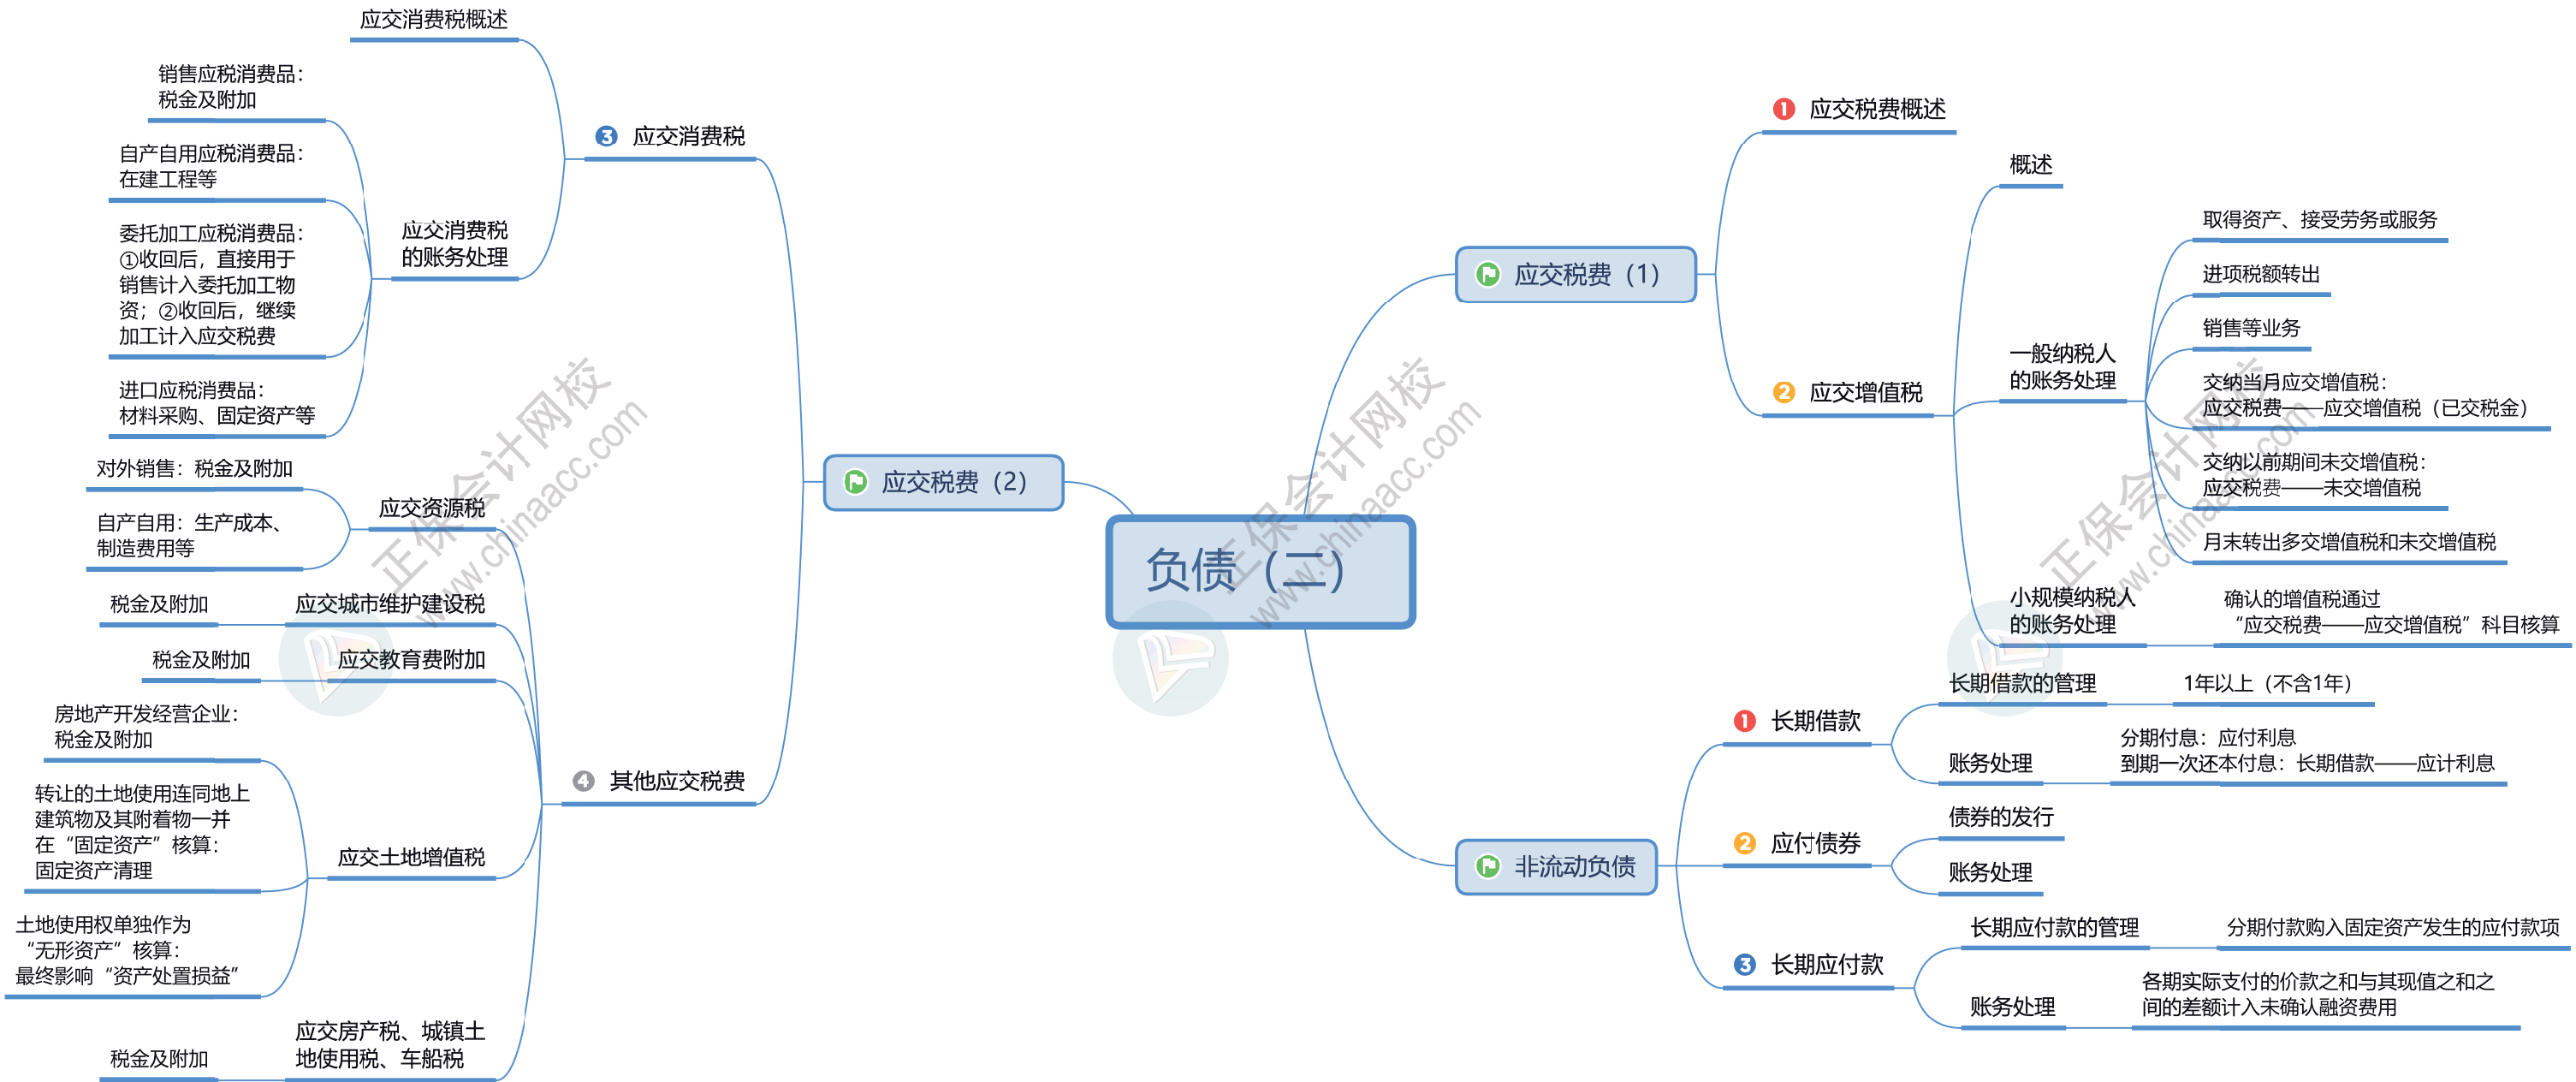 负债（二）
应交税费（1）
1 应交税费概述
2 应交增值税
概述
一般纳税人
的账务处理
取得资产、接受劳务或服务
进项税额转出
销售等业务
交纳当月应交增值税：
应交税费——应交增值税（已交税金）
交纳以前期间未交增值税：
应交税费——未交增值税
月末转出多交增值税和未交增值税
小规模纳税人
的账务处理
确认的增值税通过
“应交税费——应交增值税”科目核算
应交税费（2）
3 应交消费税
应交消费税概述
应交消费税
的账务处理
销售应税消费品：
税金及附加
自产自用应税消费品：
在建工程等
委托加工应税消费品：
①收回后，直接用于
销售计入委托加工物
资；②收回后，继续
加工计入应交税费
进口应税消费品：
材料采购、固定资产等
4 其他应交税费
应交资源税
对外销售：税金及附加
自产自用：生产成本、
制造费用等
应交城市维护建设税
税金及附加
应交教育费附加
税金及附加
应交土地增值税
房地产开发经营企业：
税金及附加
转让的土地使用连同地上
建筑物及其附着物一并
在“固定资产”核算：
固定资产清理
土地使用权单独作为
“无形资产”核算：
最终影响“资产处置损益”
应交房产税、城镇土
地使用税、车船税
税金及附加
非流动负债
1 长期借款
长期借款的管理
1年以上（不含1年）
账务处理
分期付息：应付利息
到期一次还本付息：长期借款——应计利息
2 应付债券
债券的发行
账务处理
3 长期应付款
长期应付款的管理
分期付款购入固定资产发生的应付款项
账务处理
各期实际支付的价款之和与其现值之和之
间的差额计入未确认融资费用
正保会计网校
www.chinaacc.com
正保会计网校
www.chinaacc.com
正保会计网校
www.chinaacc.com